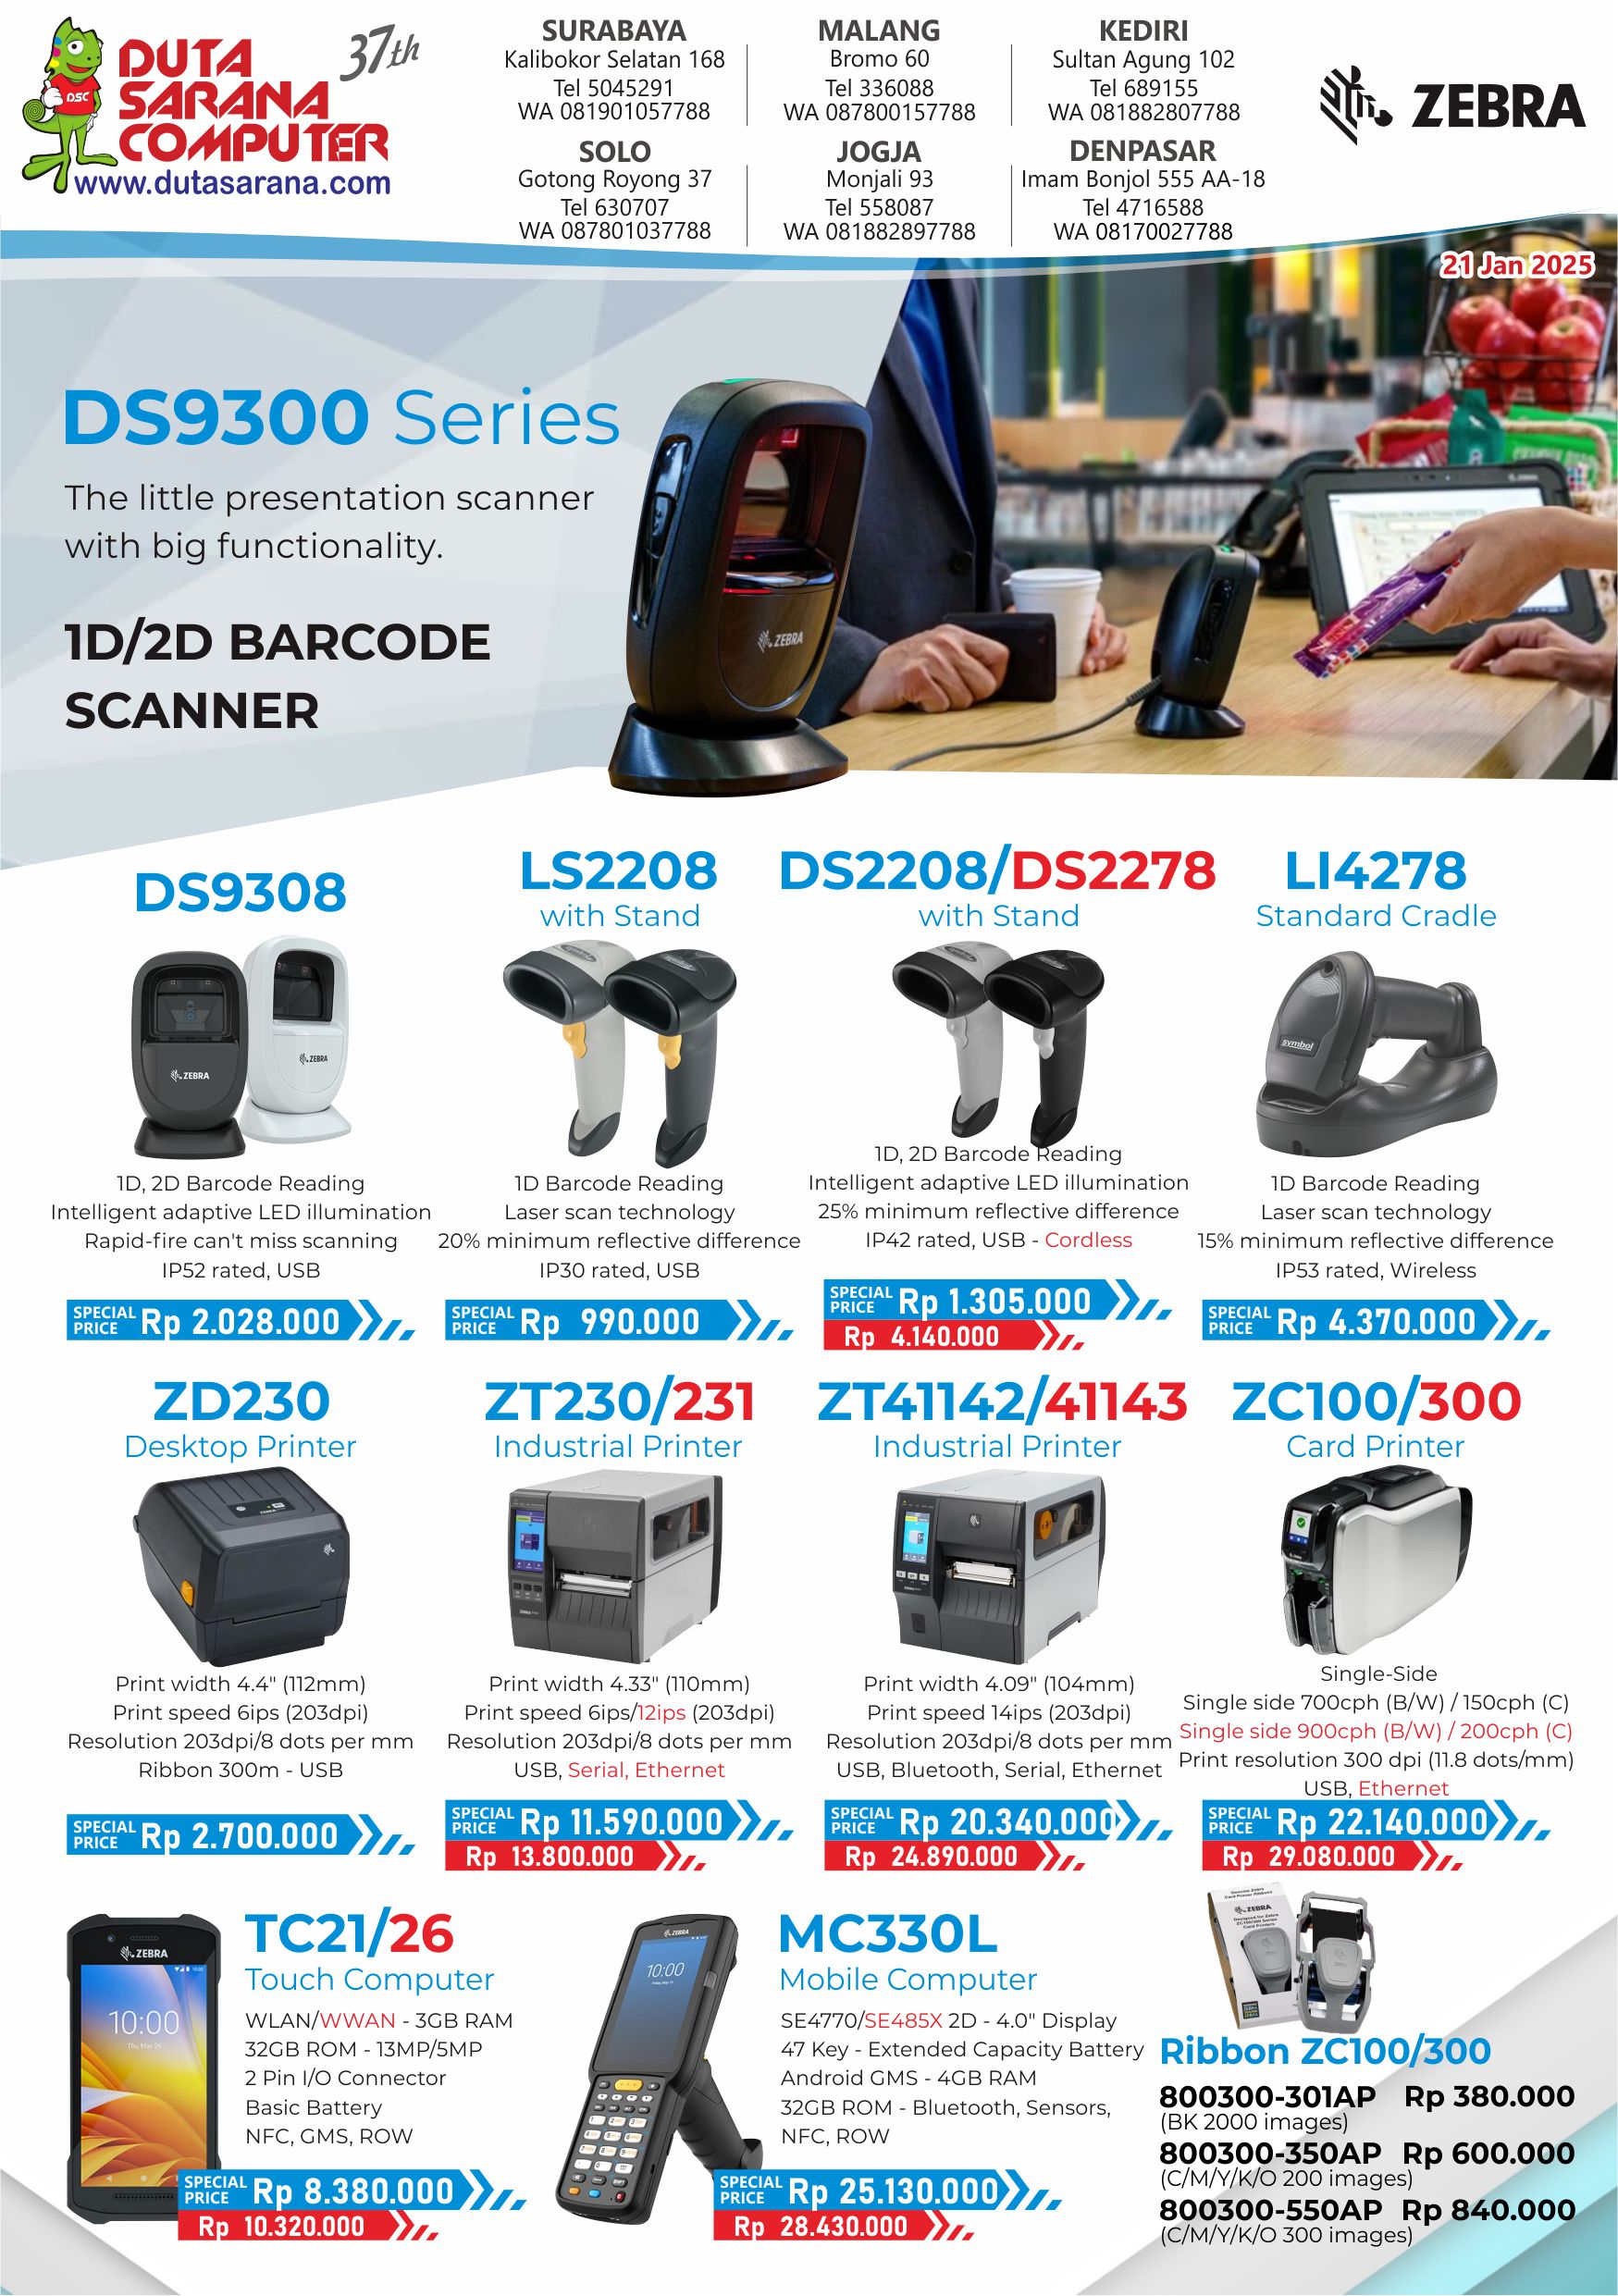 DUTA
SARANA
COMPUTER
37th
DSC
www.dutasarana.com
SURABAYA
Kalibokor Selatan 168
Tel 5045291
WA 081901057788
MALANG
Bromo 60
Tel 336088
WA 087800157788
KEDIRI
Sultan Agung 102
Tel 689155
WA 081882807788
SOLO
Gotong Royong 37
Tel 630707
WA 087801037788
JOGJA
Monjali 93
Tel 558087
WA 081882897788
DENPASAR
Imam Bonjol 555 AA-18
Tel 4716588
WA 08170027788
ZEBRA
21 Jan 2025
DS9300 Series
The little presentation scanner
with big functionality.
1D/2D BARCODE
SCANNER
ZEBRA
DS9308
ZEBRA
ZEBRA
1D, 2D Barcode Reading
Intelligent adaptive LED illumination
Rapid-fire can't miss scanning
IP52 rated, USB
SPECIAL PRICE Rp 2.028.000
LS2208
with Stand
1D Barcode Reading
Laser scan technology
20% minimum reflective difference
IP30 rated, USB
SPECIAL PRICE Rp 990.000
DS2208/DS2278
with Stand
1D, 2D Barcode Reading
Intelligent adaptive LED illumination
25% minimum reflective difference
IP42 rated, USB - Cordless
SPECIAL PRICE Rp 1.305.000
Rp 4.140.000
LI4278
Standard Cradle
symbol
1D Barcode Reading
Laser scan technology
15% minimum reflective difference
IP53 rated, Wireless
SPECIAL PRICE Rp 4.370.000
ZD230
Desktop Printer
Print width 4.4" (112mm)
Print speed 6ips (203dpi)
Resolution 203dpi/8 dots per mm
Ribbon 300m - USB
SPECIAL PRICE Rp 2.700.000
ZT230/231
Industrial Printer
Print width 4.33" (110mm)
Print speed 6ips/12ips (203dpi)
Resolution 203dpi/8 dots per mm
USB, Serial, Ethernet
SPECIAL PRICE Rp 11.590.000
Rp 13.800.000
ZT41142/41143
Industrial Printer
Print width 4.09" (104mm)
Print speed 14ips (203dpi)
Resolution 203dpi/8 dots per mm
USB, Bluetooth, Serial, Ethernet
SPECIAL PRICE Rp 20.340.000
Rp 24.890.000
ZC100/300
Card Printer
Single-Side
Single side 700cph (B/W) / 150cph (C)
Single side 900cph (B/W) / 200cph (C)
Print resolution 300 dpi (11.8 dots/mm)
USB, Ethernet
SPECIAL PRICE Rp 22.140.000
Rp 29.080.000
ZEBRA
10:00
TC21/26
Touch Computer
WLAN/WWAN - 3GB RAM
32GB ROM - 13MP/5MP
2 Pin I/O Connector
Basic Battery
NFC, GMS, ROW
SPECIAL PRICE Rp 8.380.000
Rp 10.320.000
ZEBRA
10:00
MC330L
Mobile Computer
SE4770/SE485X 2D - 4.0" Display
47 Key - Extended Capacity Battery
Android GMS - 4GB RAM
32GB ROM - Bluetooth, Sensors,
NFC, ROW
SPECIAL PRICE Rp 25.130.000
Rp 28.430.000
ZEBRA
Ribbon ZC100/300
800300-301AP Rp 380.000
(BK 2000 images)
800300-350AP Rp 600.000
(C/M/Y/K/O 200 images)
800300-550AP Rp 840.000
(C/M/Y/K/O 300 images)